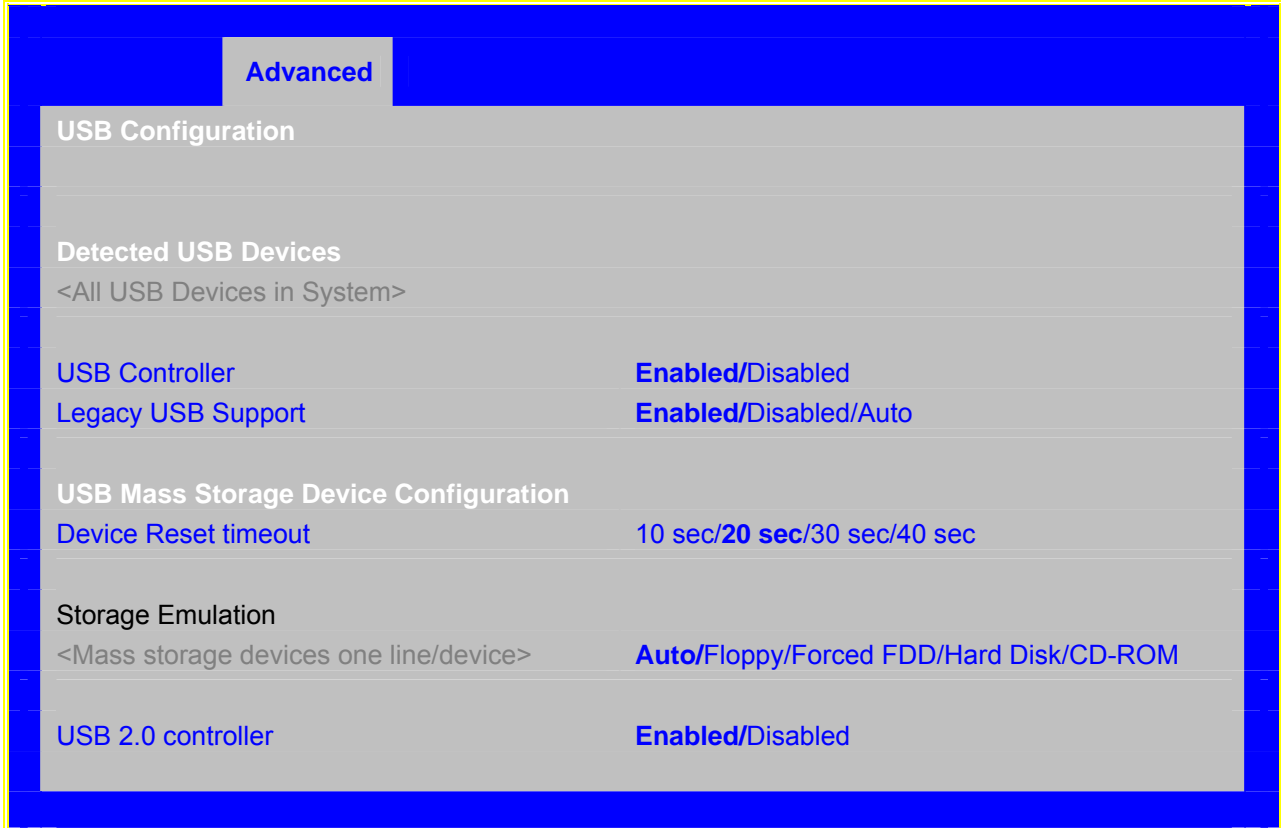 Advanced
USB Configuration
Detected USB Devices
<All USB Devices in System>
USB Controller Enabled/Disabled
Legacy USB Support Enabled/Disabled/Auto
USB Mass Storage Device Configuration
Device Reset timeout 10 sec/20 sec/30 sec/40 sec
Storage Emulation
<Mass storage devices one line/device> Auto/Floppy/Forced FDD/Hard Disk/CD-ROM
USB 2.0 controller Enabled/Disabled